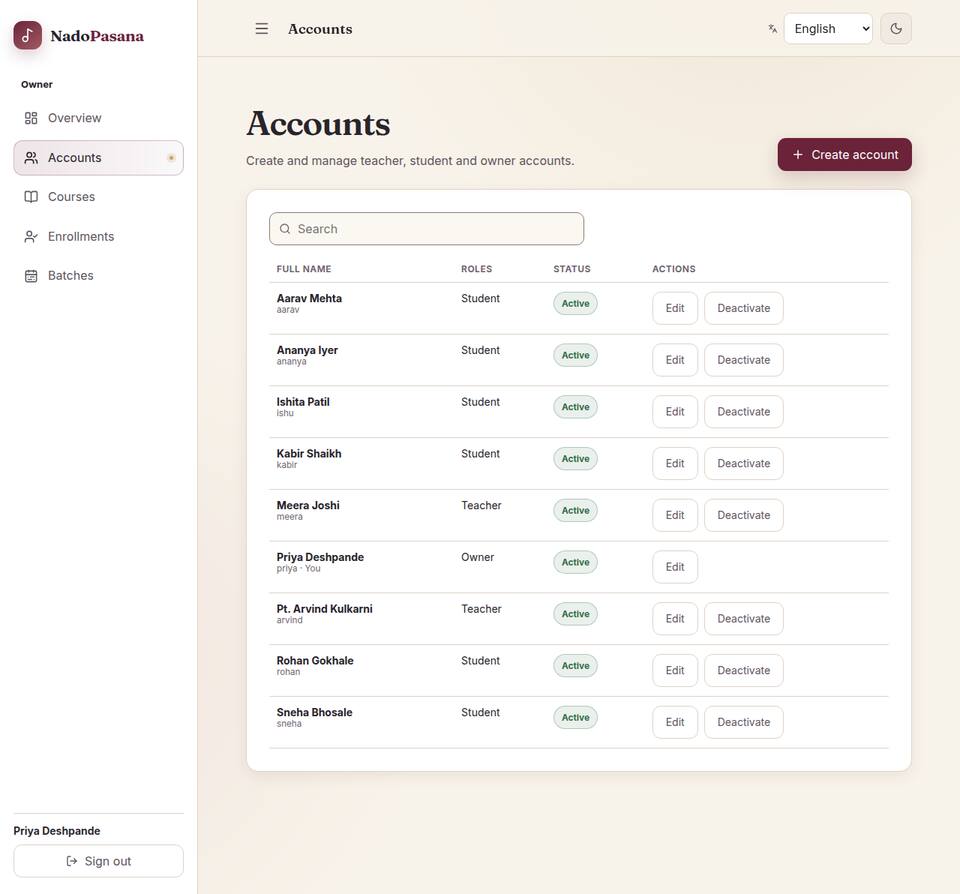 NadoPasana
Accounts
English
Owner
Overview
Accounts
Courses
Enrollments
Batches
Accounts
Create and manage teacher, student and owner accounts.
Create account
Search
FULL NAME ROLES STATUS ACTIONS
Aarav Mehta Student Active Edit Deactivate
aarav
Ananya Iyer Student Active Edit Deactivate
ananya
Ishita Patil Student Active Edit Deactivate
ishu
Kabir Shaikh Student Active Edit Deactivate
kabir
Meera Joshi Teacher Active Edit Deactivate
meera
Priya Deshpande Owner Active Edit
priya · You
Pt. Arvind Kulkarni Teacher Active Edit Deactivate
arvind
Rohan Gokhale Student Active Edit Deactivate
rohan
Sneha Bhosale Student Active Edit Deactivate
sneha
Priya Deshpande
Sign out